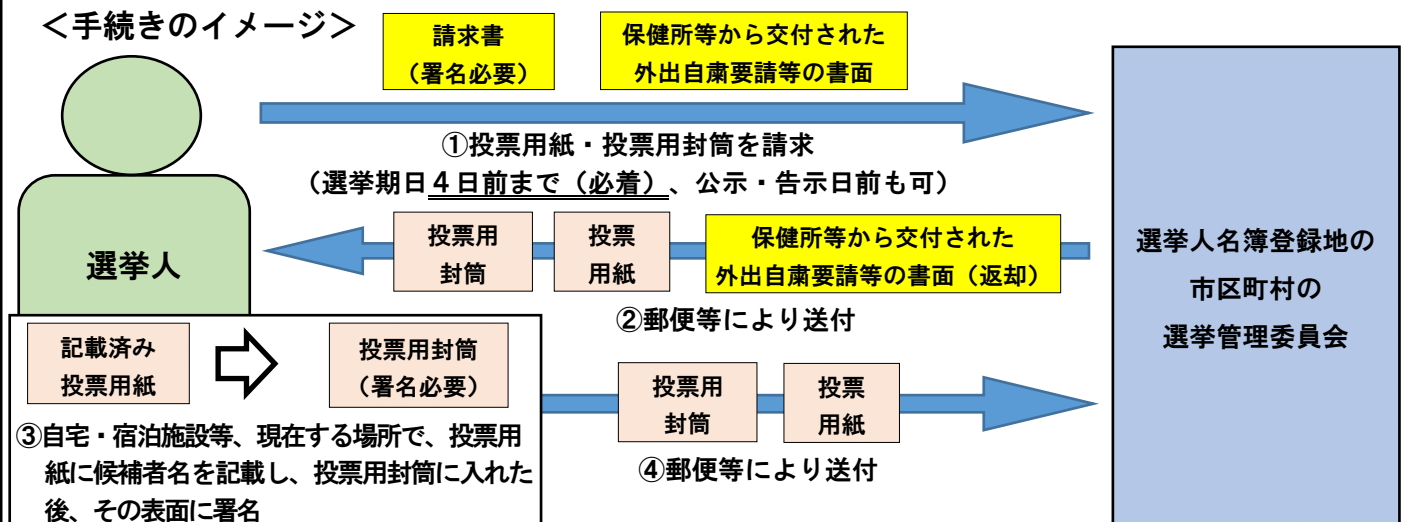 ＜手続きのイメージ＞
請求書
（署名必要）
保健所等から交付された
外出自粛要請等の書面
①投票用紙・投票用封筒を請求
（選挙期日４日前まで（必着）、公示・告示日前も可）
選挙人
投票用
封筒
投票
用紙
保健所等から交付された
外出自粛要請等の書面（返却）
②郵便等により送付
選挙人名簿登録地の
市区町村の
選挙管理委員会
記載済み
投票用紙
投票用封筒
（署名必要）
③自宅・宿泊施設等、現在する場所で、投票用
紙に候補者名を記載し、投票用封筒に入れた
後、その表面に署名
投票用
封筒
投票
用紙
④郵便等により送付